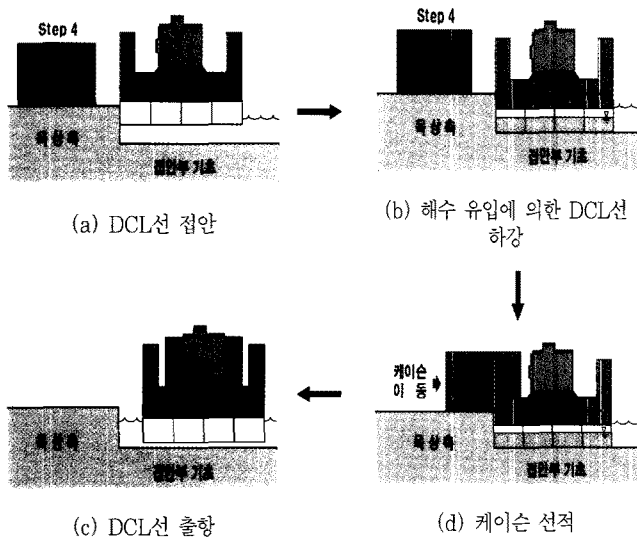 Step 4
육상측
접안부 기초
(a) DCL선 접안
Step 4
육상측
접안부 기초
(b) 해수 유입에 의한 DCL선
하강
육상측
접안부 기초
(c) DCL선 출항
케이슨
이동
육상측
접안부 기초
(d) 케이슨 선적